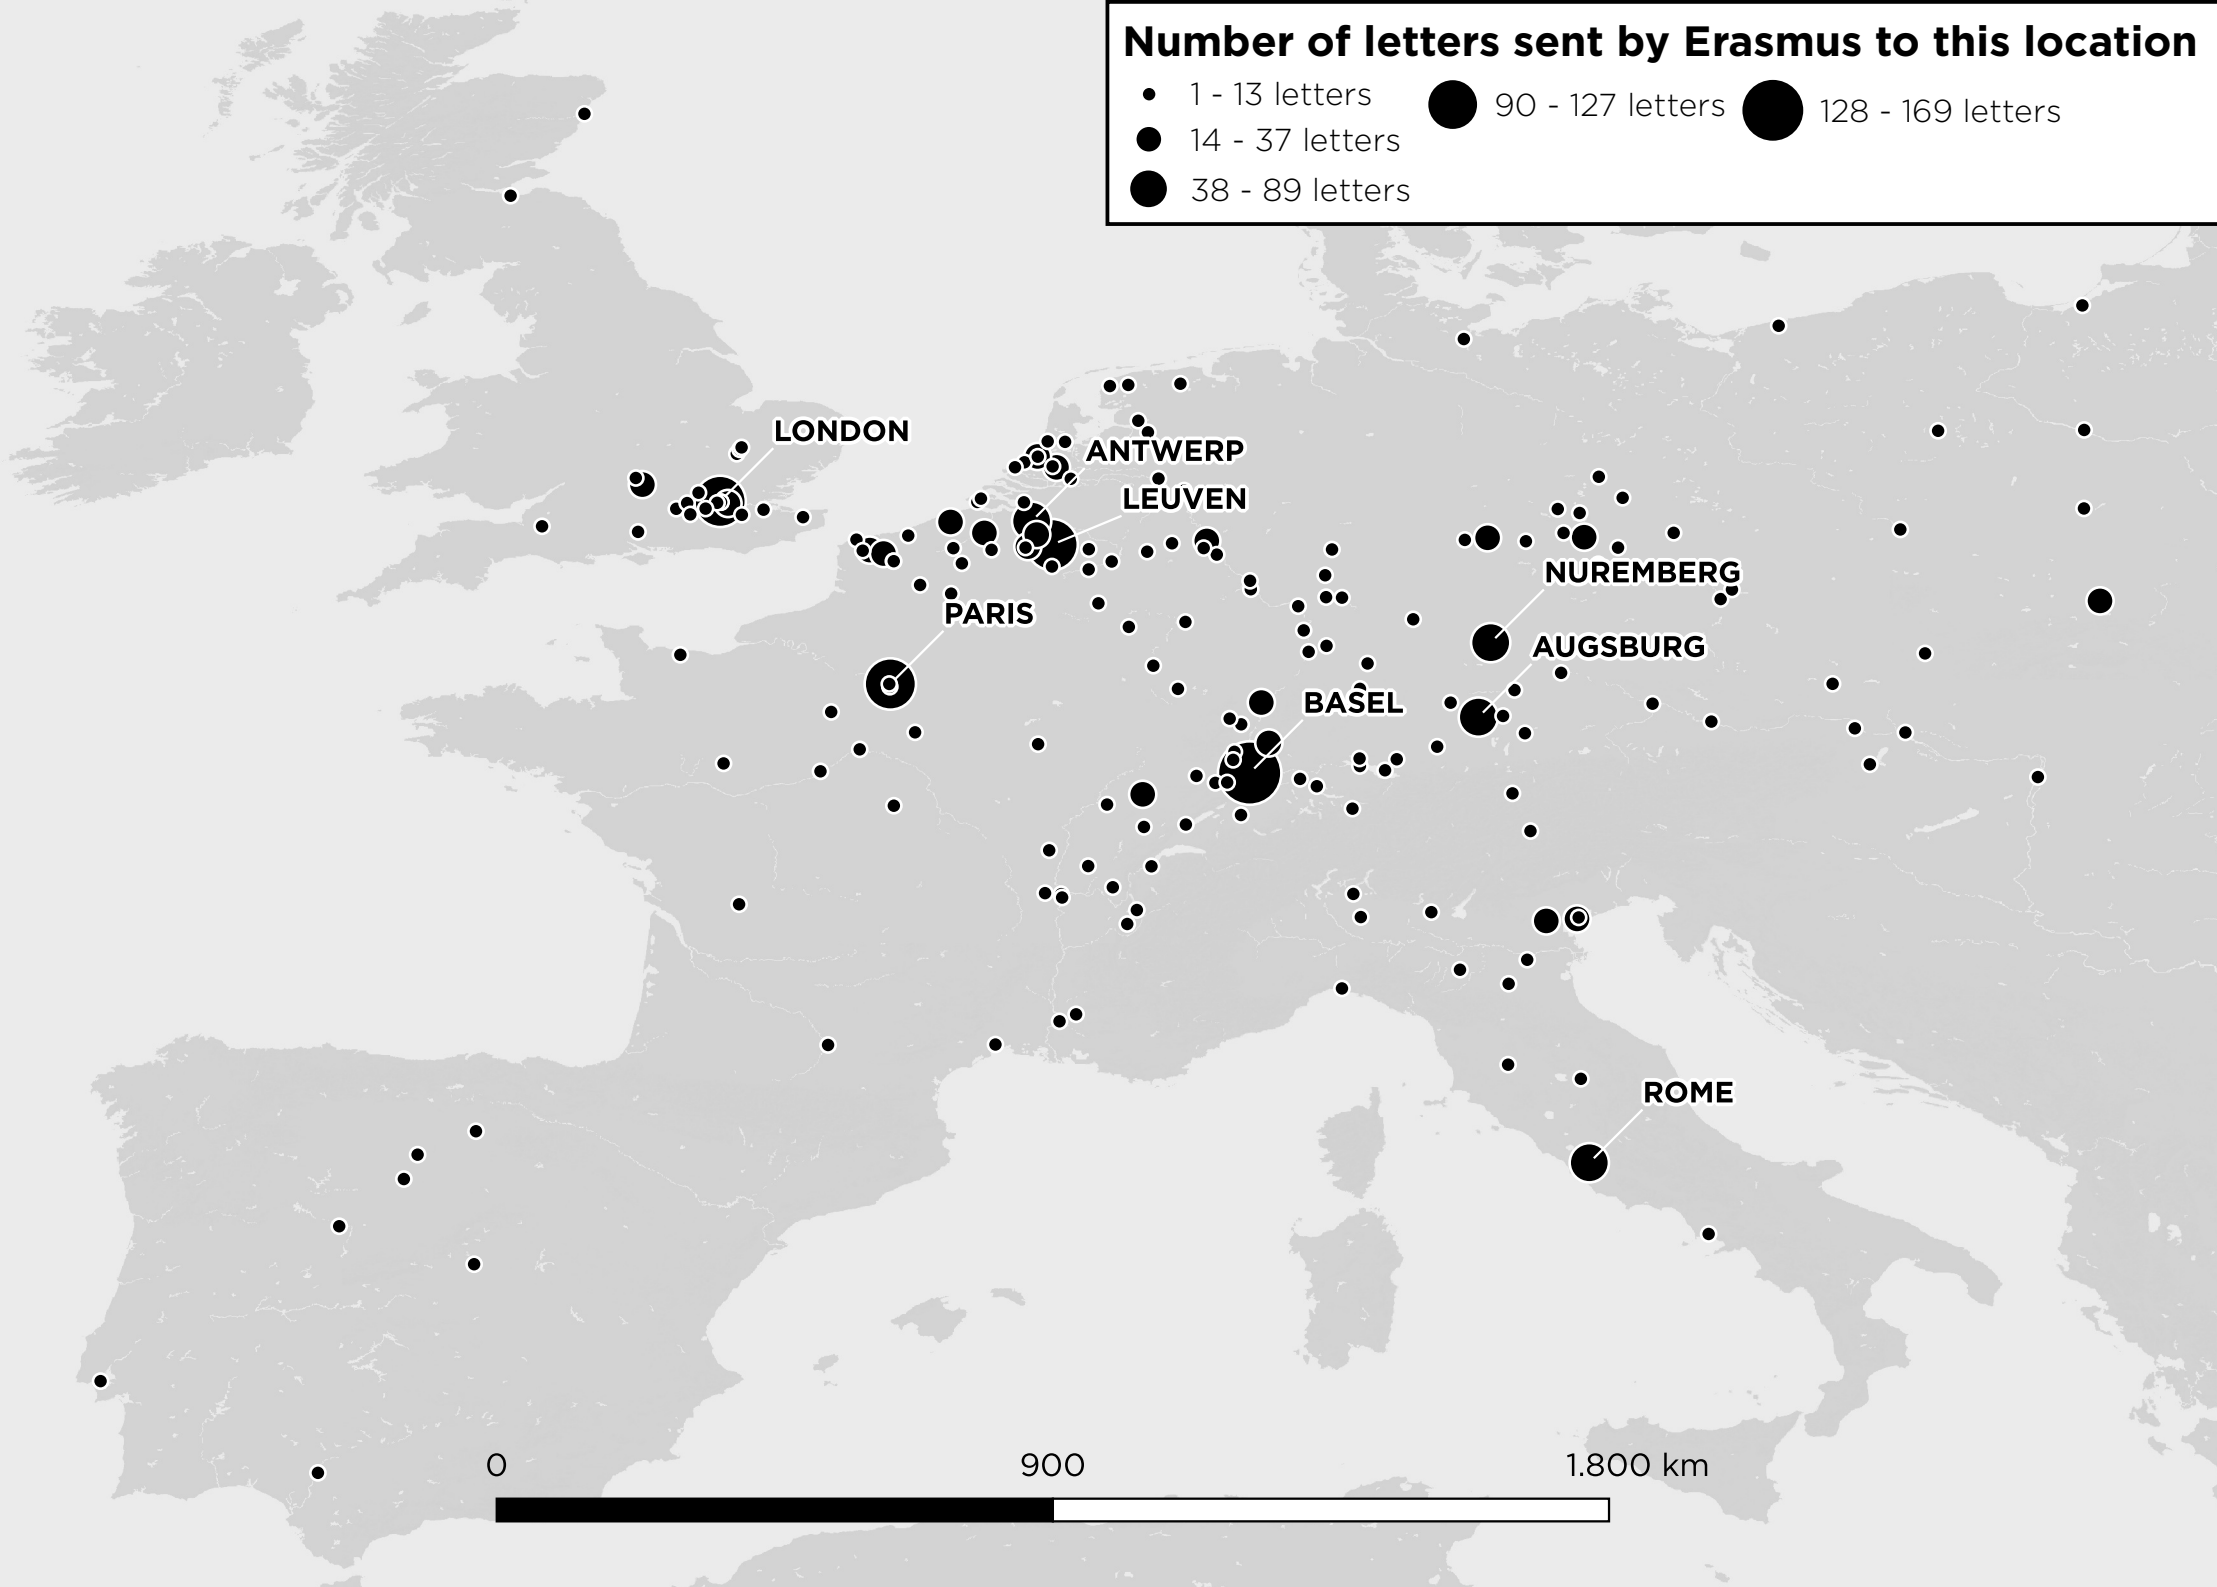 Number of letters sent by Erasmus to this location
1 - 13 letters
14 - 37 letters
38 - 89 letters
90 - 127 letters
128 - 169 letters
LONDON
ANTWERP
LEUVEN
NUREMBERG
PARIS
AUGSBURG
BASEL
ROME
0
900
1.800 km